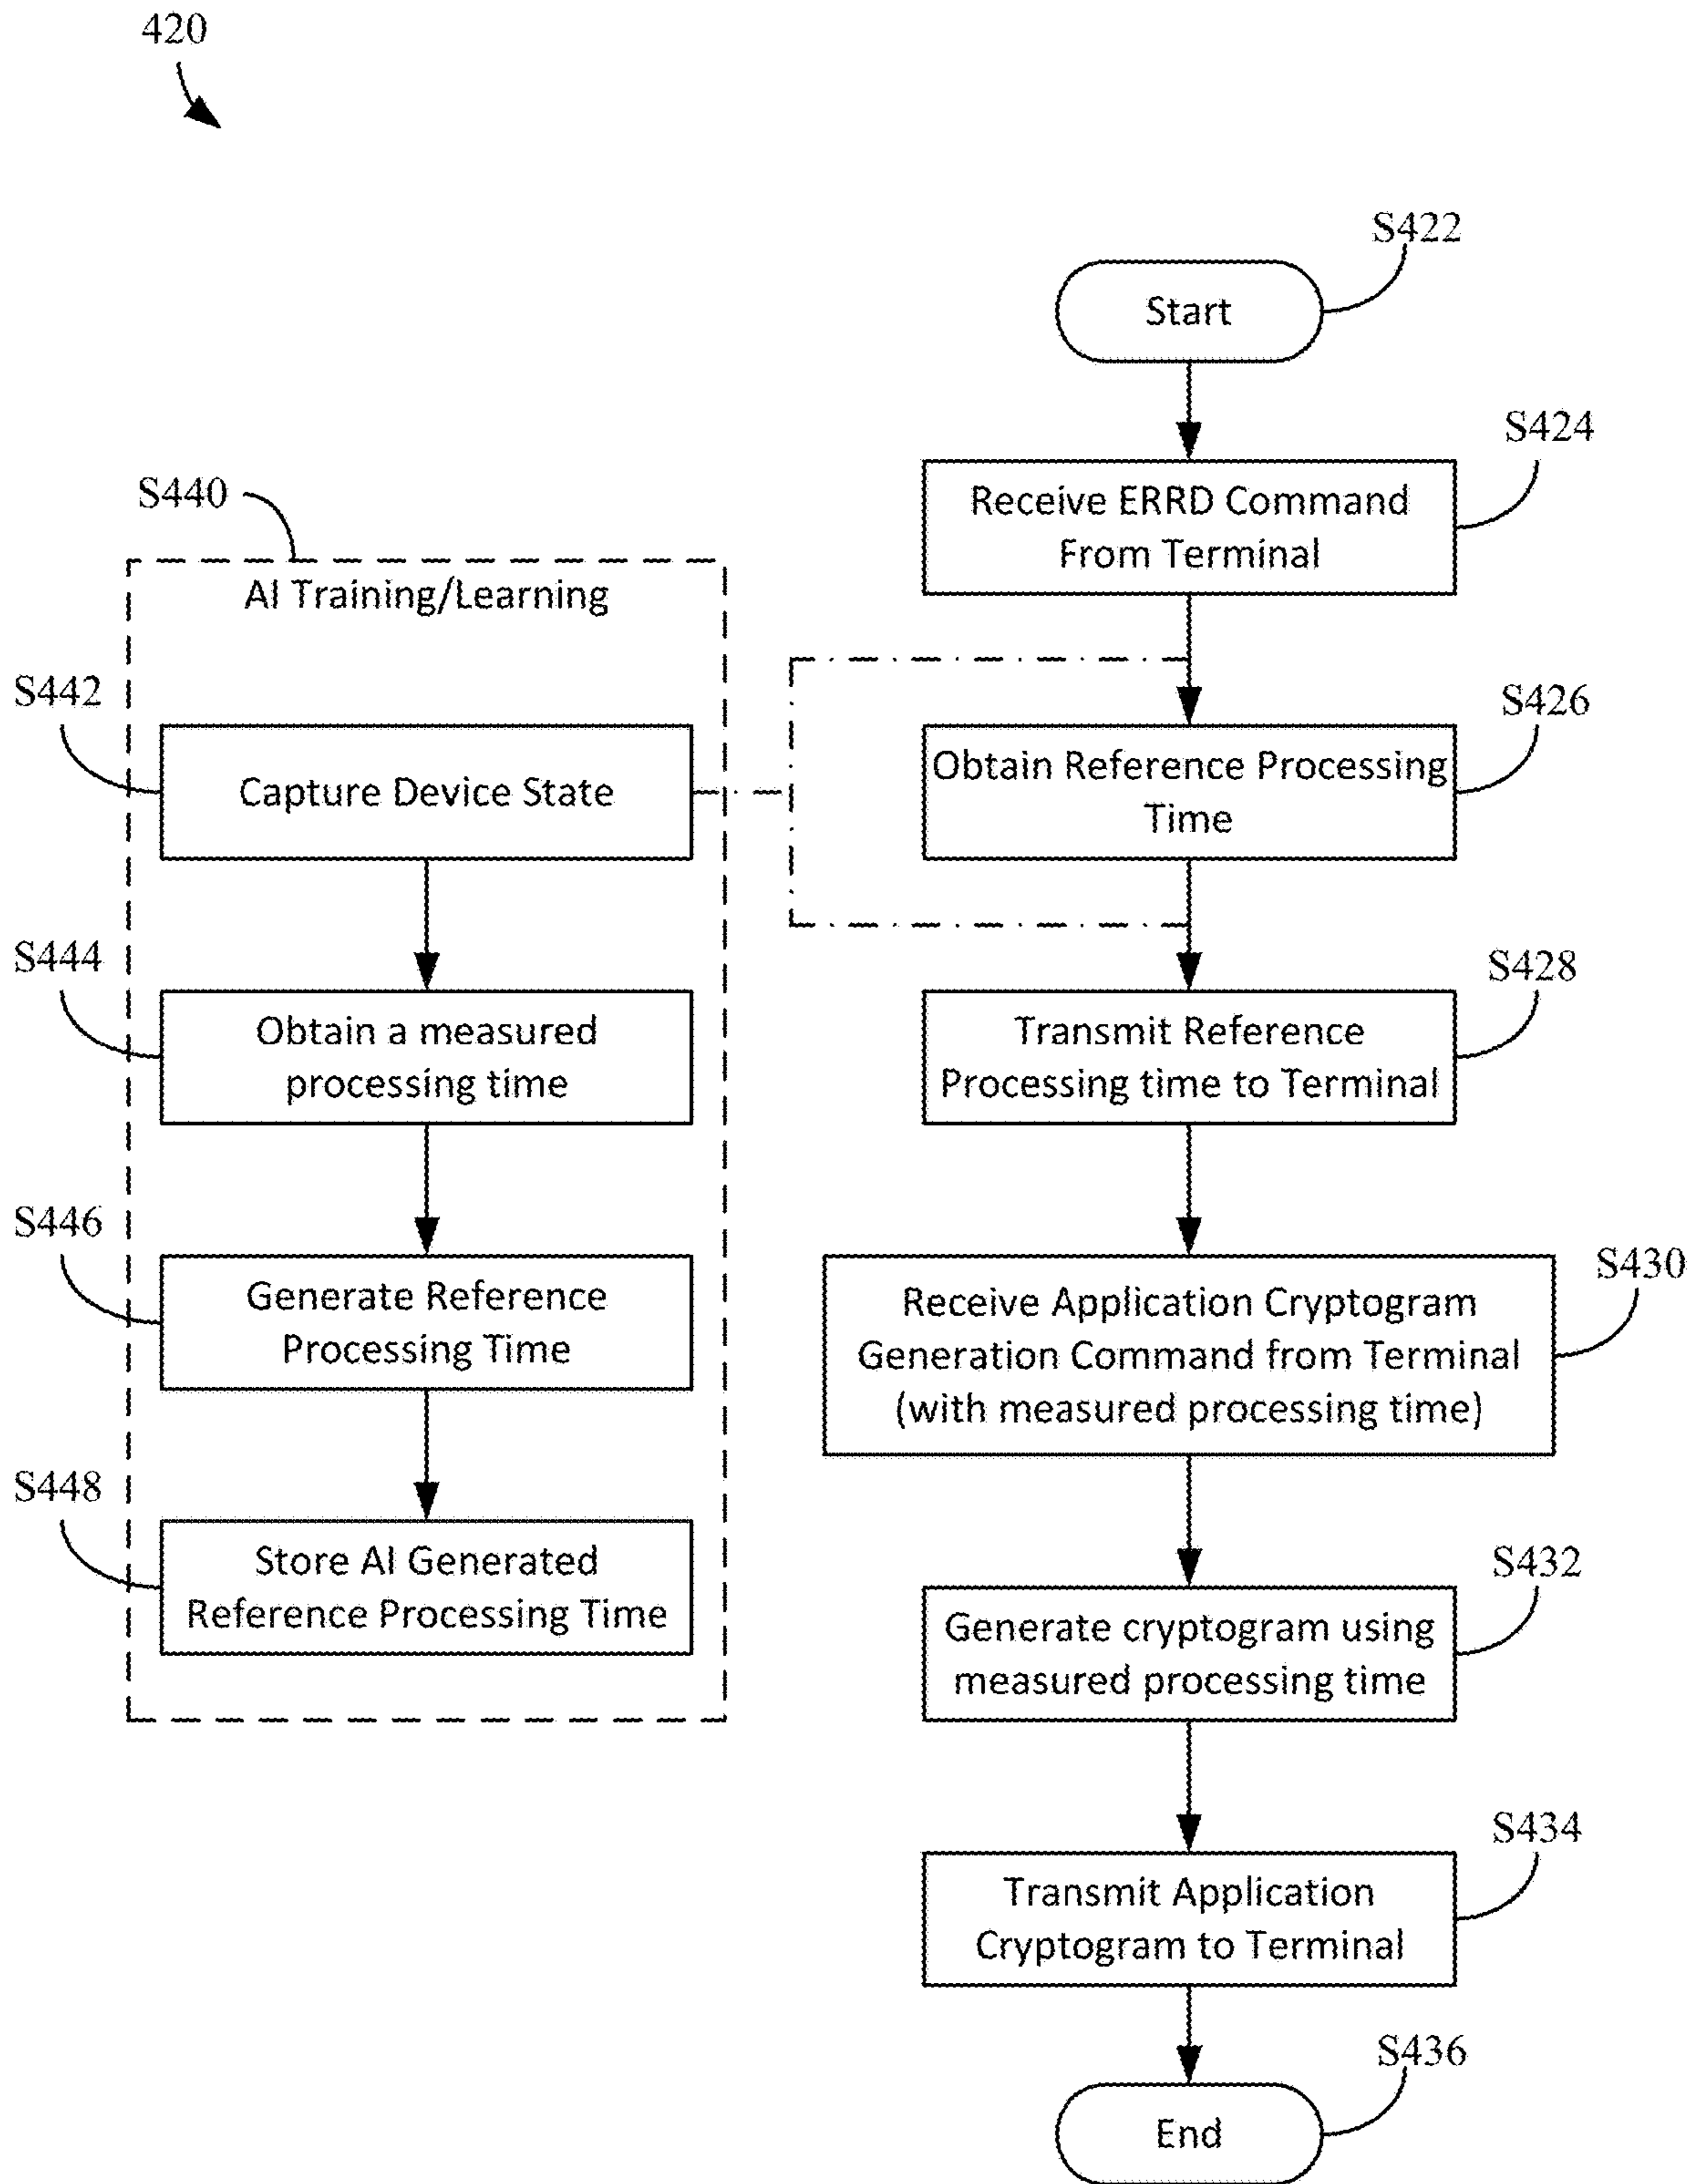 420
S422
Start
S424
Receive ERRD Command
From Terminal
S440
AI Training/Learning
S442
Capture Device State
S426
Obtain Reference Processing
Time
S444
Obtain a measured
processing time
S428
Transmit Reference
Processing time to Terminal
S446
Generate Reference
Processing Time
S430
Receive Application Cryptogram
Generation Command from Terminal
(with measured processing time)
S448
Store AI Generated
Reference Processing Time
S432
Generate cryptogram using
measured processing time
S434
Transmit Application
Cryptogram to Terminal
S436
End